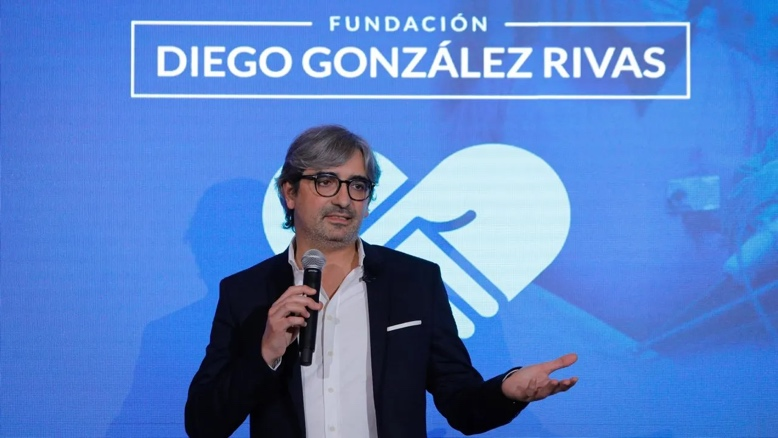 FUNDACIÓN
DIEGO GONZÁLEZ RIVAS